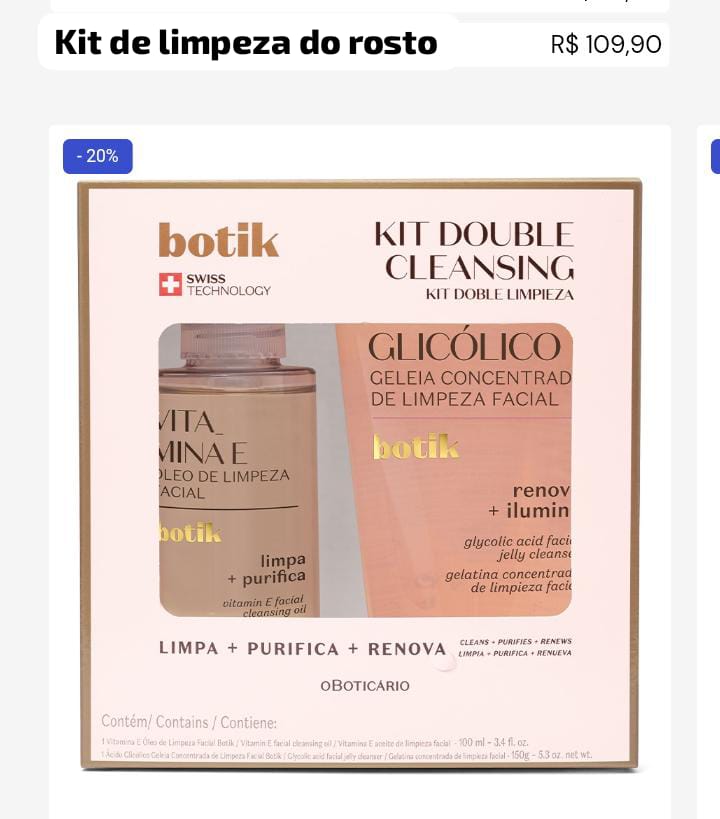 Kit de limpeza do rosto
R$ 109,90
- 20%
botik
SWISS
TECHNOLOGY
KIT DOUBLE
CLEANSING
KIT DOBLE LIMPIEZA
VITA_
MINA E
ÓLEO DE LIMPEZA
FACIAL
botik
limpa
+ purifica
vitamin E facial
cleansing oil
GLICÓLICO
GELEIA CONCENTRAD
DE LIMPEZA FACIAL
botik
renov
+ ilumin
glycolic acid facia
jelly cleanse
gelatina concentrad
de limpieza facia
LIMPA + PURIFICA + RENOVA
CLEANS + PURIFIES + RENEWS
LIMPIA + PURIFICA + RENUEVA
oBOTICÁRIO
Contém/ Contains / Contiene:
1 Vitamina E Óleo de Limpeza Facial Botik / Vitamin E facial cleansing oil / Vitamina E aceite de limpieza facial - 100 ml - 3.4 fl. oz.
1 Ácido Glicólico Geleia Concentrada de Limpeza Facial Botik / Glycolic acid facial jelly cleanser / Gelatina concentrada de limpieza facial - 150g - 5.3 oz. net wt.